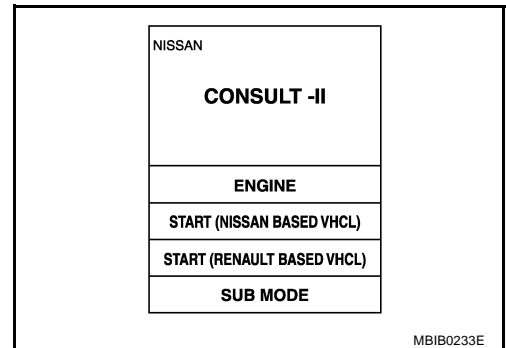 NISSAN
CONSULT -II
ENGINE
START (NISSAN BASED VHCL)
START (RENAULT BASED VHCL)
SUB MODE
MBIB0233E